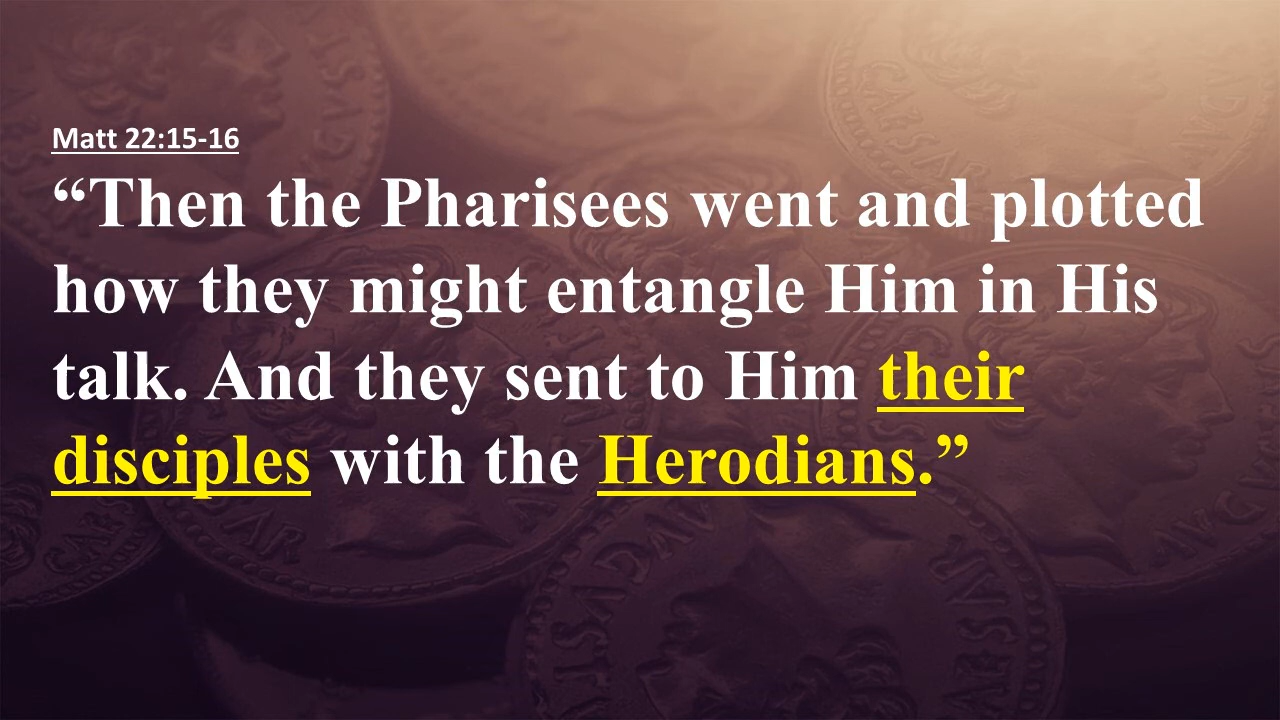 Matt 22:15-16
“Then the Pharisees went and plotted
how they might entangle Him in His
talk. And they sent to Him their
disciples with the Herodians.”